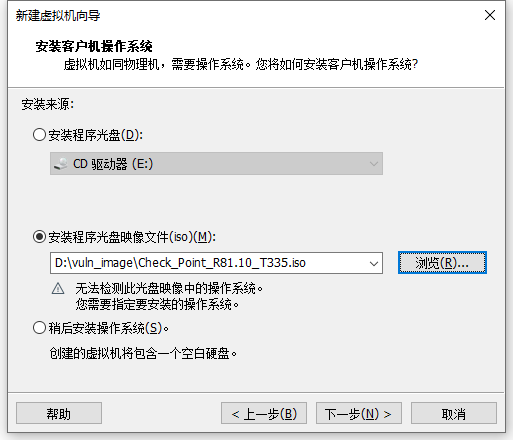 新建虚拟机向导
安装客户机操作系统
虚拟机如同物理机，需要操作系统。您将如何安装客户机操作系统?
安装来源:
安装程序光盘(D):
CD 驱动器 (E:)
安装程序光盘映像文件(iso)(M):
D:\vuln_image\Check_Point_R81.10_T335.iso
浏览(R)...
无法检测此光盘映像中的操作系统。
您需要指定要安装的操作系统。
稍后安装操作系统(S)。
创建的虚拟机将包含一个空白硬盘。
帮助
< 上一步(B)
下一步(N) >
取消